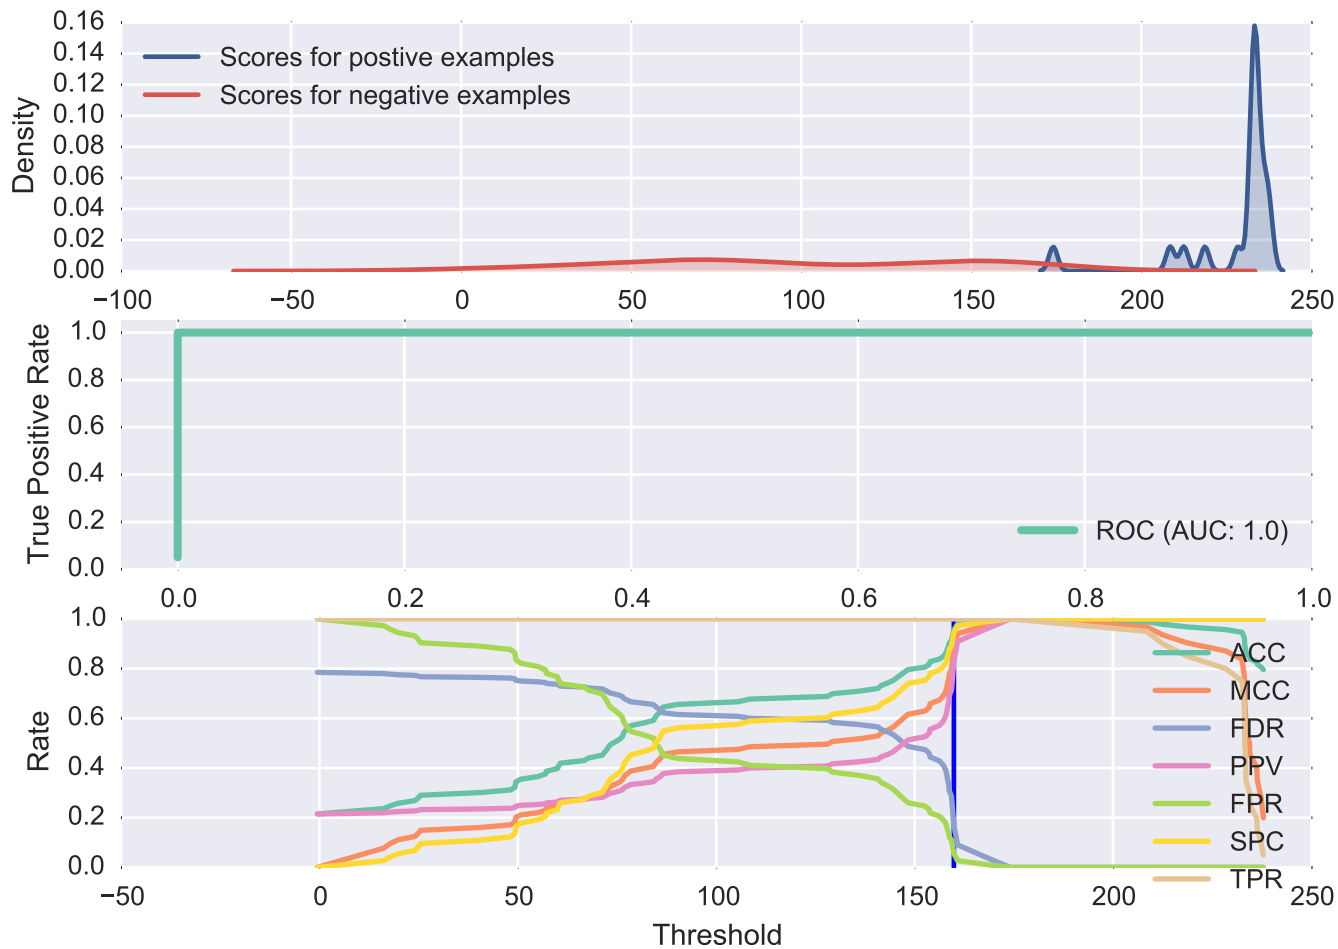 0.16
0.14
0.12
0.10
0.08
0.06
0.04
0.02
0.00
Density
Scores for postive examples
Scores for negative examples
−100 −50 0 50 100 150 200 250
1.0
0.8
0.6
0.4
0.2
0.0
True Positive Rate
ROC (AUC: 1.0)
0.0 0.2 0.4 0.6 0.8 1.0
1.0
0.8
0.6
0.4
0.2
0.0
Rate
ACC
MCC
FDR
PPV
FPR
SPC
TPR
−50 0 50 100 150 200 250
Threshold